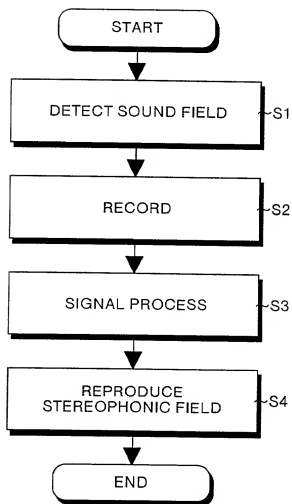 START
DETECT SOUND FIELD
~S1
RECORD
~S2
SIGNAL PROCESS
~S3
REPRODUCE
STEREOPHONIC FIELD
~S4
END